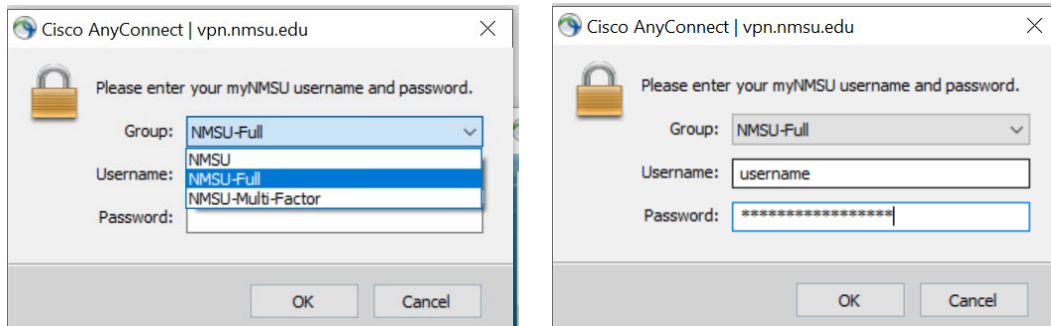 Cisco AnyConnect | vpn.nmsu.edu
Please enter your myNMSU username and password.
Group: NMSU-Full
NMSU
Username: NMSU-Full
NMSU-Multi-Factor
Password:
OK Cancel
Cisco AnyConnect | vpn.nmsu.edu
Please enter your myNMSU username and password.
Group: NMSU-Full
Username: username
Password: *****************
OK Cancel